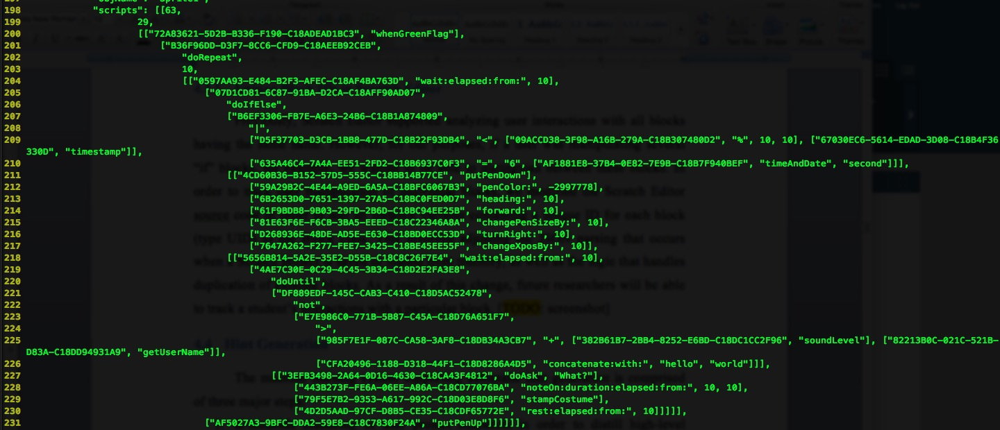 198 "scripts": [[63,
199 29,
200 [["72A83621-5D2B-B336-F190-C18ADEAD1BC3", "whenGreenFlag"],
201 ["B36F96DD-D3F7-8CC6-CFD9-C18AEEB92CEB",
202 "doRepeat",
203 10,
204 [["0597AA93-E484-B2F3-AFEC-C18AF4BA763D", "wait:elapsed:from:", 10],
205 ["07D1CD81-6C87-91BA-D2CA-C18AFF90AD07",
206 "doIfElse",
207 ["B6EF3306-FB7E-A6E3-24B6-C18B1A874809",
208 "|",
209 ["D5F37703-D3CB-1BB8-477D-C18B22F93DB4", "<", ["09ACCD38-3F98-A16B-279A-C18B307480D2", "%", 10, 10], ["67030EC6-5614-EDAD-3D08-C18B4F36
330D", "timestamp"]],
210 ["635A46C4-7A4A-EE51-2FD2-C18B6937C0F3", "=", "6", ["AF1881E8-37B4-0E82-7E9B-C18B7F940BEF", "timeAndDate", "second"]]],
211 [["4CD60B36-B152-57D5-555C-C18BB14B77CE", "putPenDown"],
212 ["59A29B2C-4E44-A9ED-6A5A-C18BFC6067B3", "penColor:", -2997778],
213 ["6B2653D0-7651-1397-27A5-C18BC0FED0D7", "heading:", 10],
214 ["61F9BDB8-9B03-29FD-2B6D-C18BC94EE25B", "forward:", 10],
215 ["81E63F6E-F6CB-3BA5-EEED-C18C22346A8A", "changePenSizeBy:", 10],
216 ["D268936E-48DE-AD5E-E630-C18BD0ECC53D", "turnRight:", 10],
217 ["7647A262-F277-FEE7-3425-C18BE45EE55F", "changeXposBy:", 10]],
218 [["5656B814-5A2E-35E2-D55B-C18C8C26F7E4", "wait:elapsed:from:", 10],
219 ["4AE7C30E-0C29-4C45-3B34-C18D2E2FA3E8",
220 "doUntil",
221 ["DF889EDF-145C-CAB3-C410-C18D5AC52478",
222 "not",
223 ["E7E986C0-771B-5B87-C45A-C18D76A651F7",
224 ">",
225 ["985F7E1F-087C-CA58-3AF8-C18DB34A3CB7", "+", ["382B61B7-2BB4-8252-E6BD-C18DC1CC2F96", "soundLevel"], ["82213B0C-021C-521B-
D83A-C18DD94931A9", "getUserName"]],
226 ["CFA20496-1188-D318-44F1-C18D8286A4D5", "concatenate:with:", "hello", "world"]]],
227 [["3EFB3498-2A64-0D16-4630-C18CA43F4812", "doAsk", "What?"],
228 ["443B273F-FE6A-06EE-A86A-C18CD77076BA", "noteOn:duration:elapsed:from:", 10, 10],
229 ["79F5E7B2-9353-A617-992C-C18D03E8D8F6", "stampCostume"],
230 ["4D2D5AAD-97CF-D8B5-CE35-C18CDF65772E", "rest:elapsed:from:", 10]]]]],
231 ["AF5027A3-9BFC-DDA2-59E8-C18C7830F24A", "putPenUp"]]]]]],